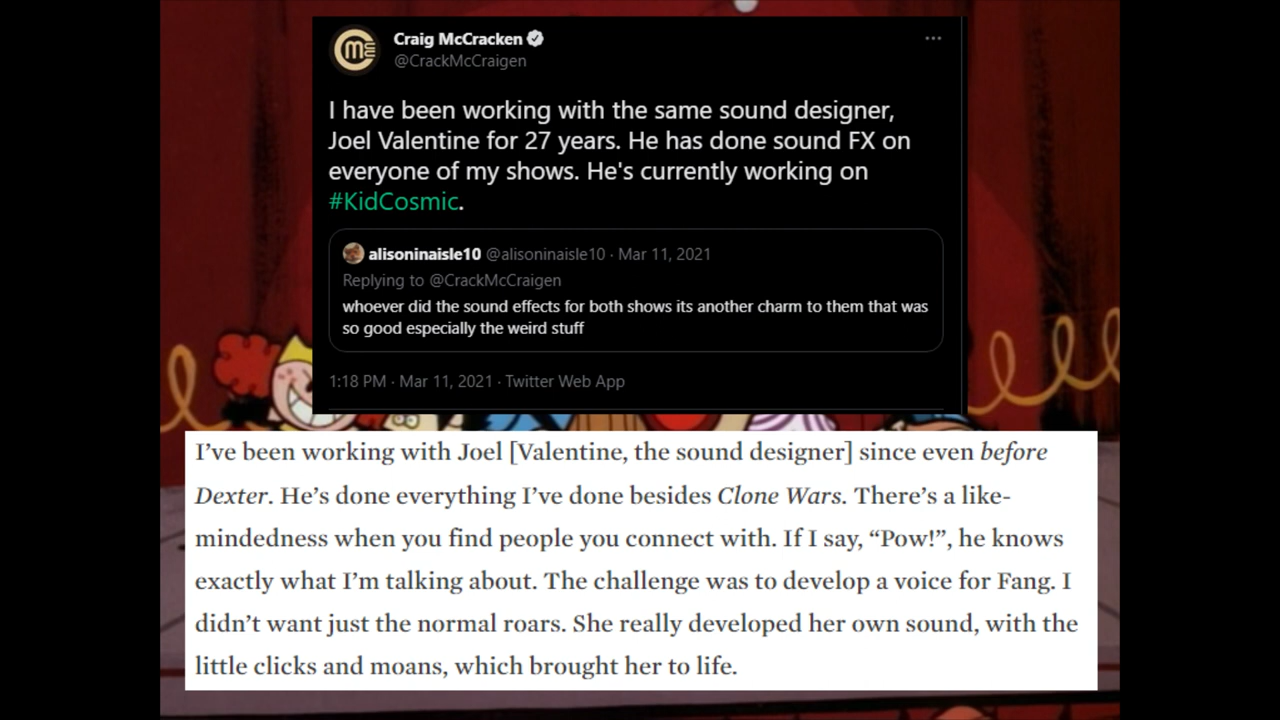 Craig McCracken
@CrackMcCraigen
I have been working with the same sound designer,
Joel Valentine for 27 years. He has done sound FX on
everyone of my shows. He's currently working on
#KidCosmic.
alisoninaisle10 @alisoninaisle10 · Mar 11, 2021
Replying to @CrackMcCraigen
whoever did the sound effects for both shows its another charm to them that was
so good especially the weird stuff
1:18 PM · Mar 11, 2021 · Twitter Web App
I’ve been working with Joel [Valentine, the sound designer] since even before
Dexter. He’s done everything I’ve done besides Clone Wars. There’s a like-
mindedness when you find people you connect with. If I say, “Pow!”, he knows
exactly what I’m talking about. The challenge was to develop a voice for Fang. I
didn’t want just the normal roars. She really developed her own sound, with the
little clicks and moans, which brought her to life.